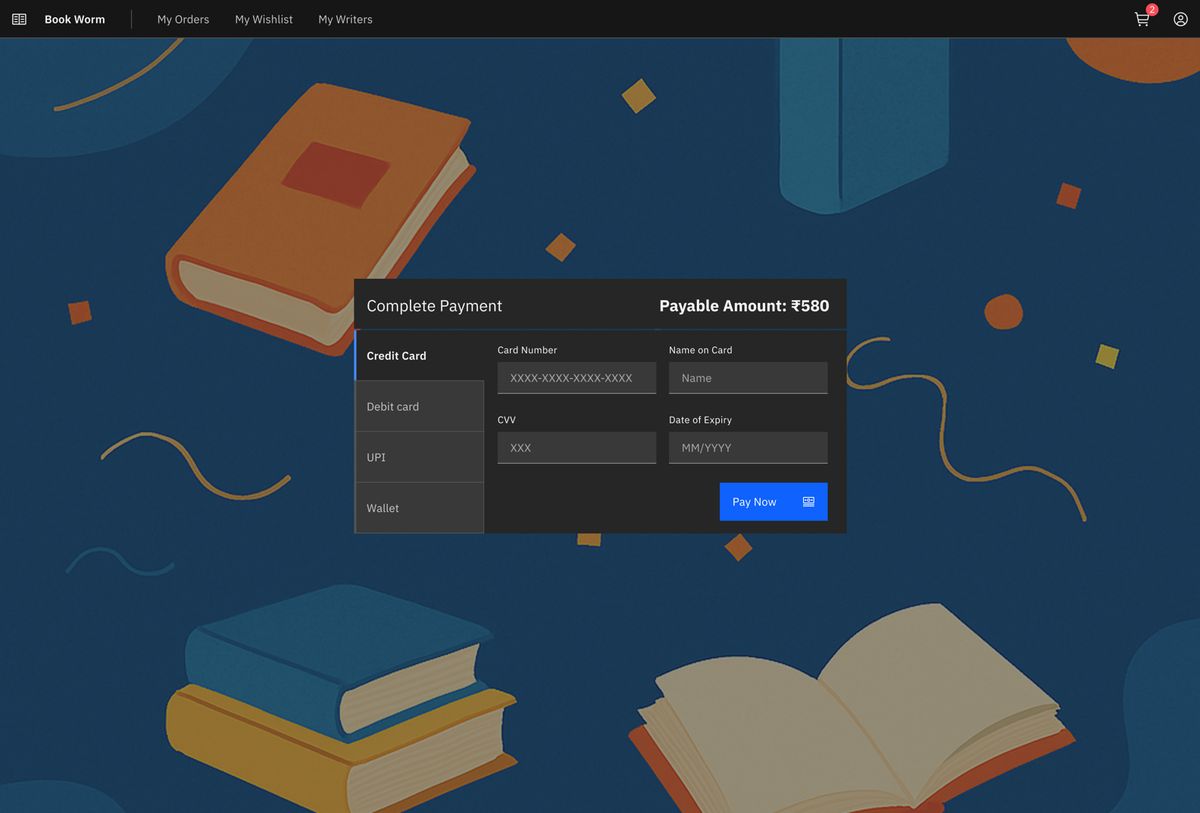 Book Worm My Orders My Wishlist My Writers 2
Complete Payment Payable Amount: ₹580
Credit Card
Debit card
UPI
Wallet
Card Number Name on Card
XXXX-XXXX-XXXX-XXXX Name
CVV Date of Expiry
XXX MM/YYYY
Pay Now